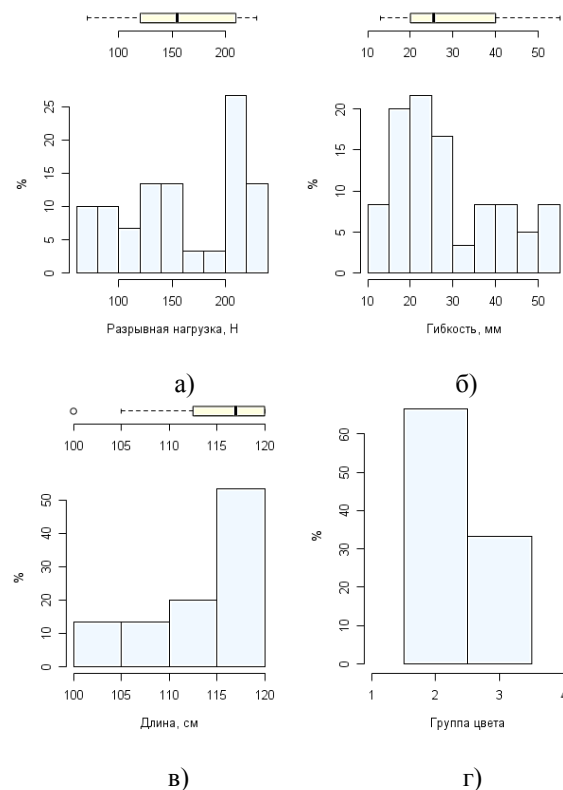 100 150 200
10 20 30 40 50
%
0 5 10 15 20 25
100 150 200
Разрывная нагрузка, Н
%
0 5 10 15 20
10 20 30 40 50
Гибкость, мм
а)
б)
100 105 110 115 120
%
0 10 20 30 40 50
100 105 110 115 120
Длина, см
%
0 10 20 30 40 50 60
1 2 3 4
Группа цвета
в)
г)